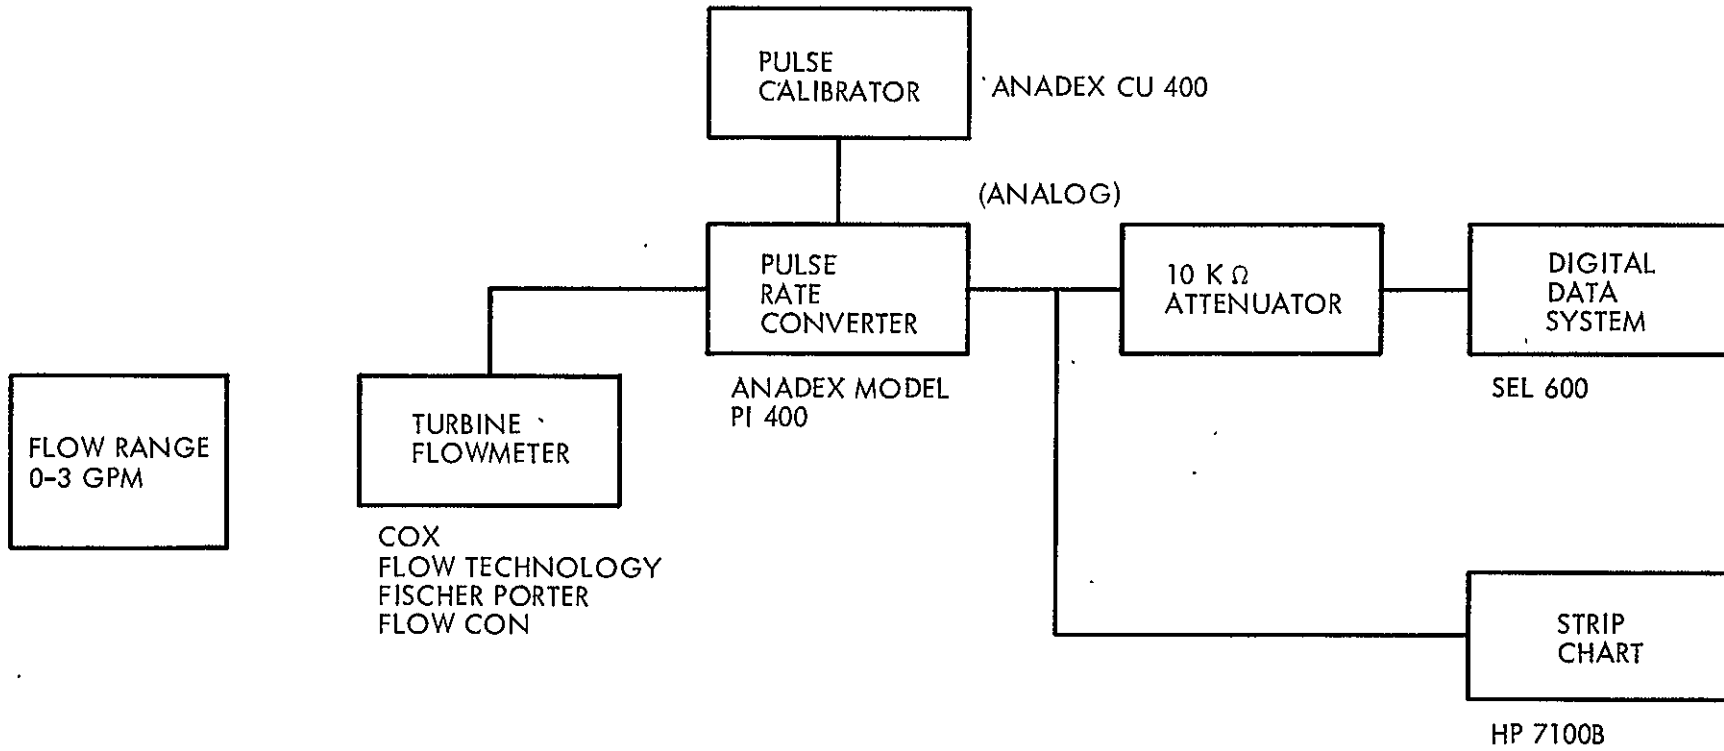 PULSE
CALIBRATOR
ANADEX CU 400
(ANALOG)
PULSE
RATE
CONVERTER
10 K Ω
ATTENUATOR
DIGITAL
DATA
SYSTEM
ANADEX MODEL
PI 400
SEL 600
FLOW RANGE
0-3 GPM
TURBINE
FLOWMETER
COX
FLOW TECHNOLOGY
FISCHER PORTER
FLOW CON
STRIP
CHART
HP 7100B